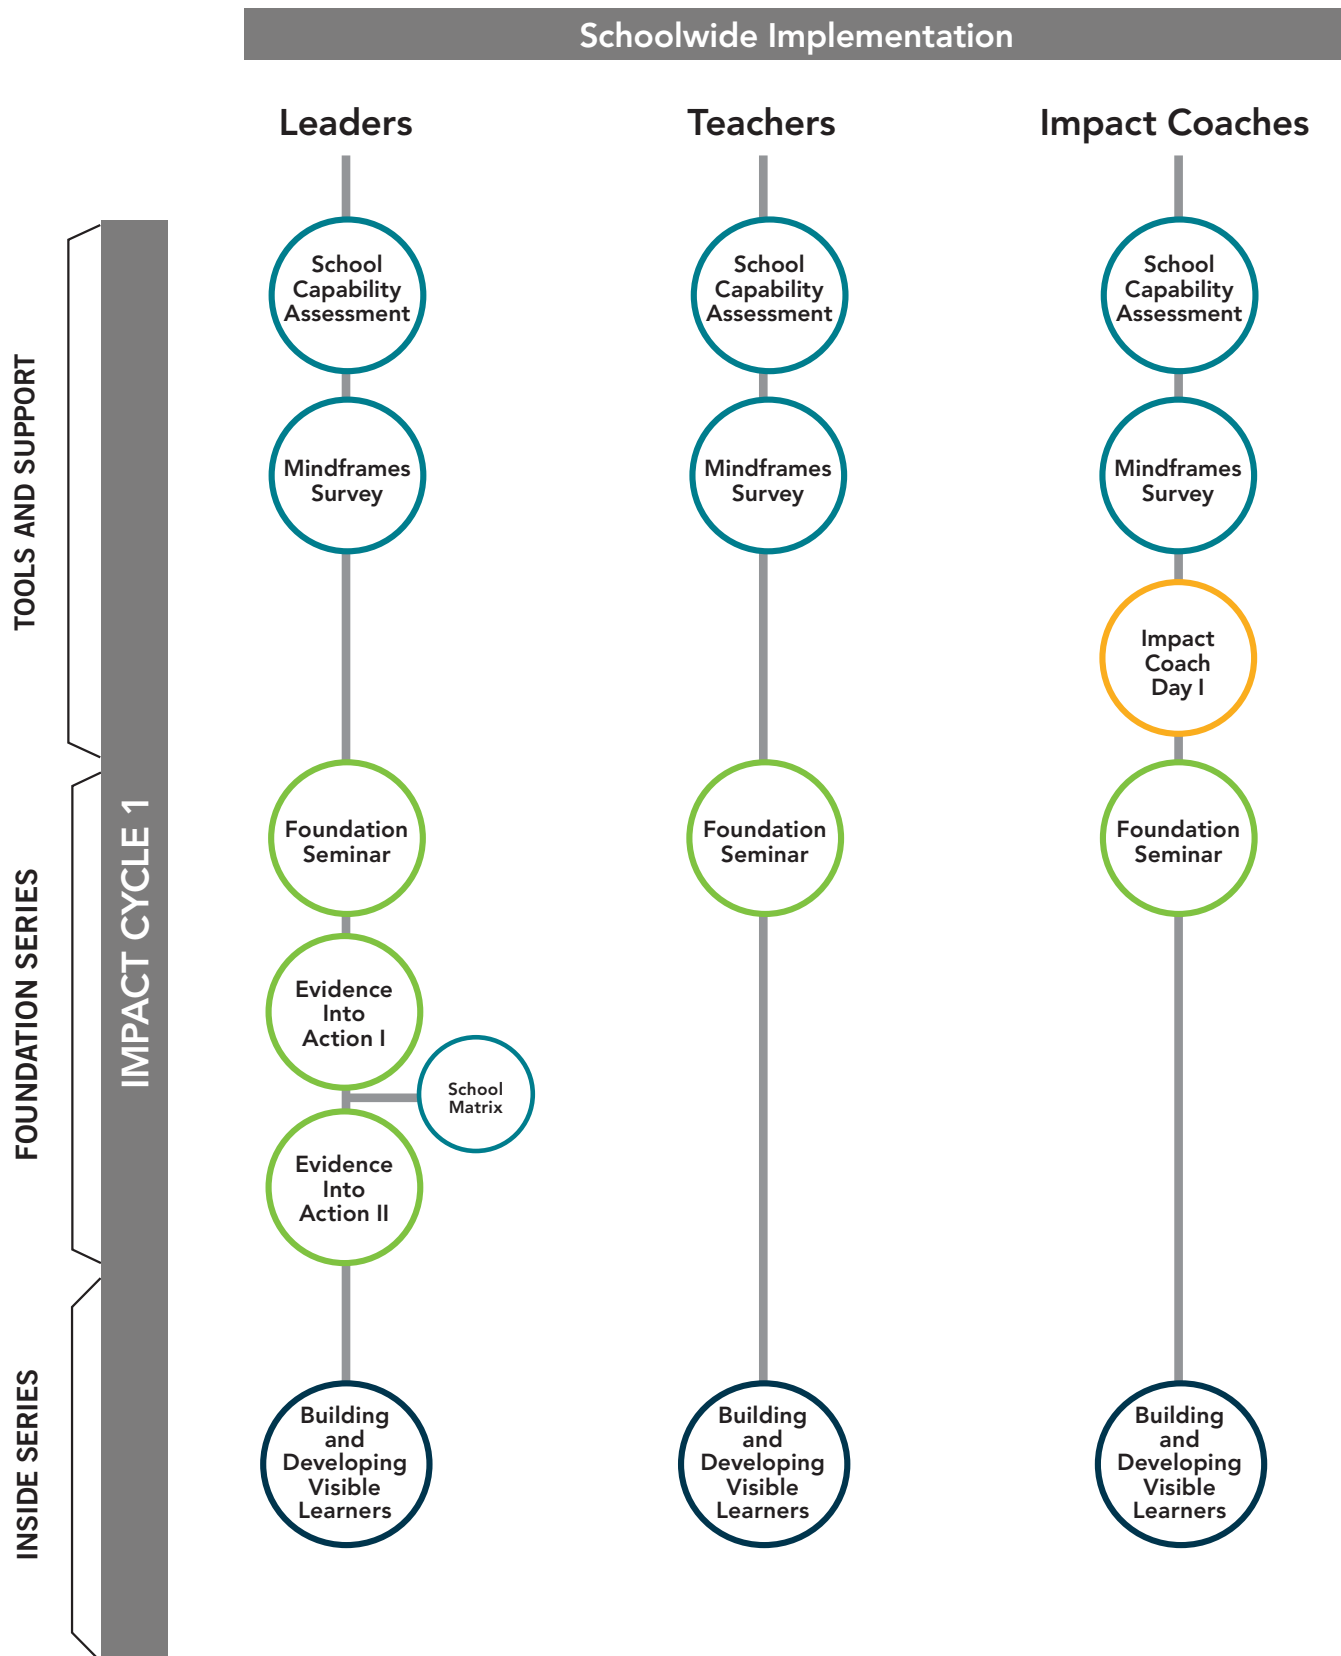 Schoolwide Implementation
Leaders
Teachers
Impact Coaches
TOOLS AND SUPPORT
FOUNDATION SERIES
INSIDE SERIES
IMPACT CYCLE 1
School
Capability
Assessment
School
Capability
Assessment
School
Capability
Assessment
Mindframes
Survey
Mindframes
Survey
Mindframes
Survey
Impact
Coach
Day I
Foundation
Seminar
Foundation
Seminar
Foundation
Seminar
Evidence
Into
Action I
School
Matrix
Evidence
Into
Action II
Building
and
Developing
Visible
Learners
Building
and
Developing
Visible
Learners
Building
and
Developing
Visible
Learners